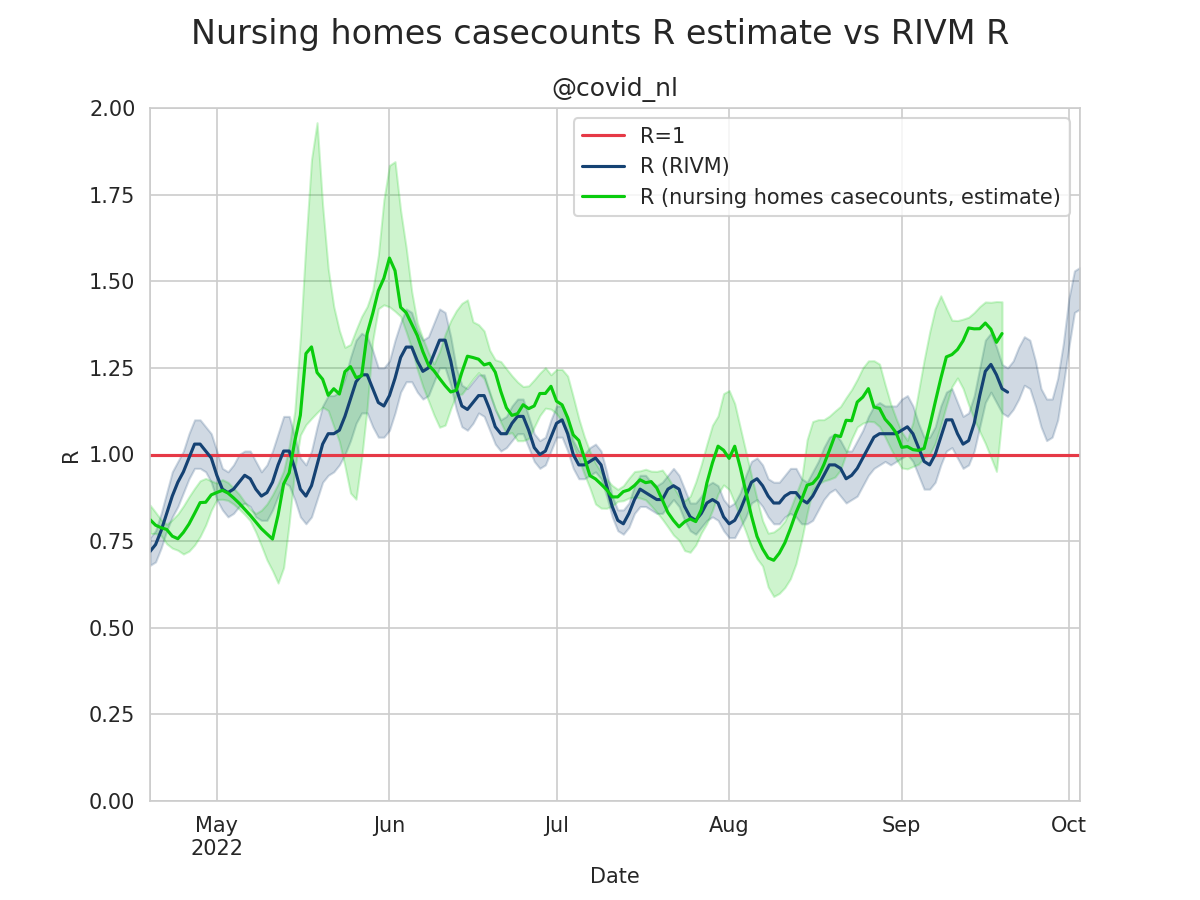 Nursing homes casecounts R estimate vs RIVM R
@covid_nl
2.00
1.75
1.50
1.25
1.00
0.75
0.50
0.25
0.00
R
R=1
R (RIVM)
R (nursing homes casecounts, estimate)
May
2022
Jun
Jul
Aug
Sep
Oct
Date